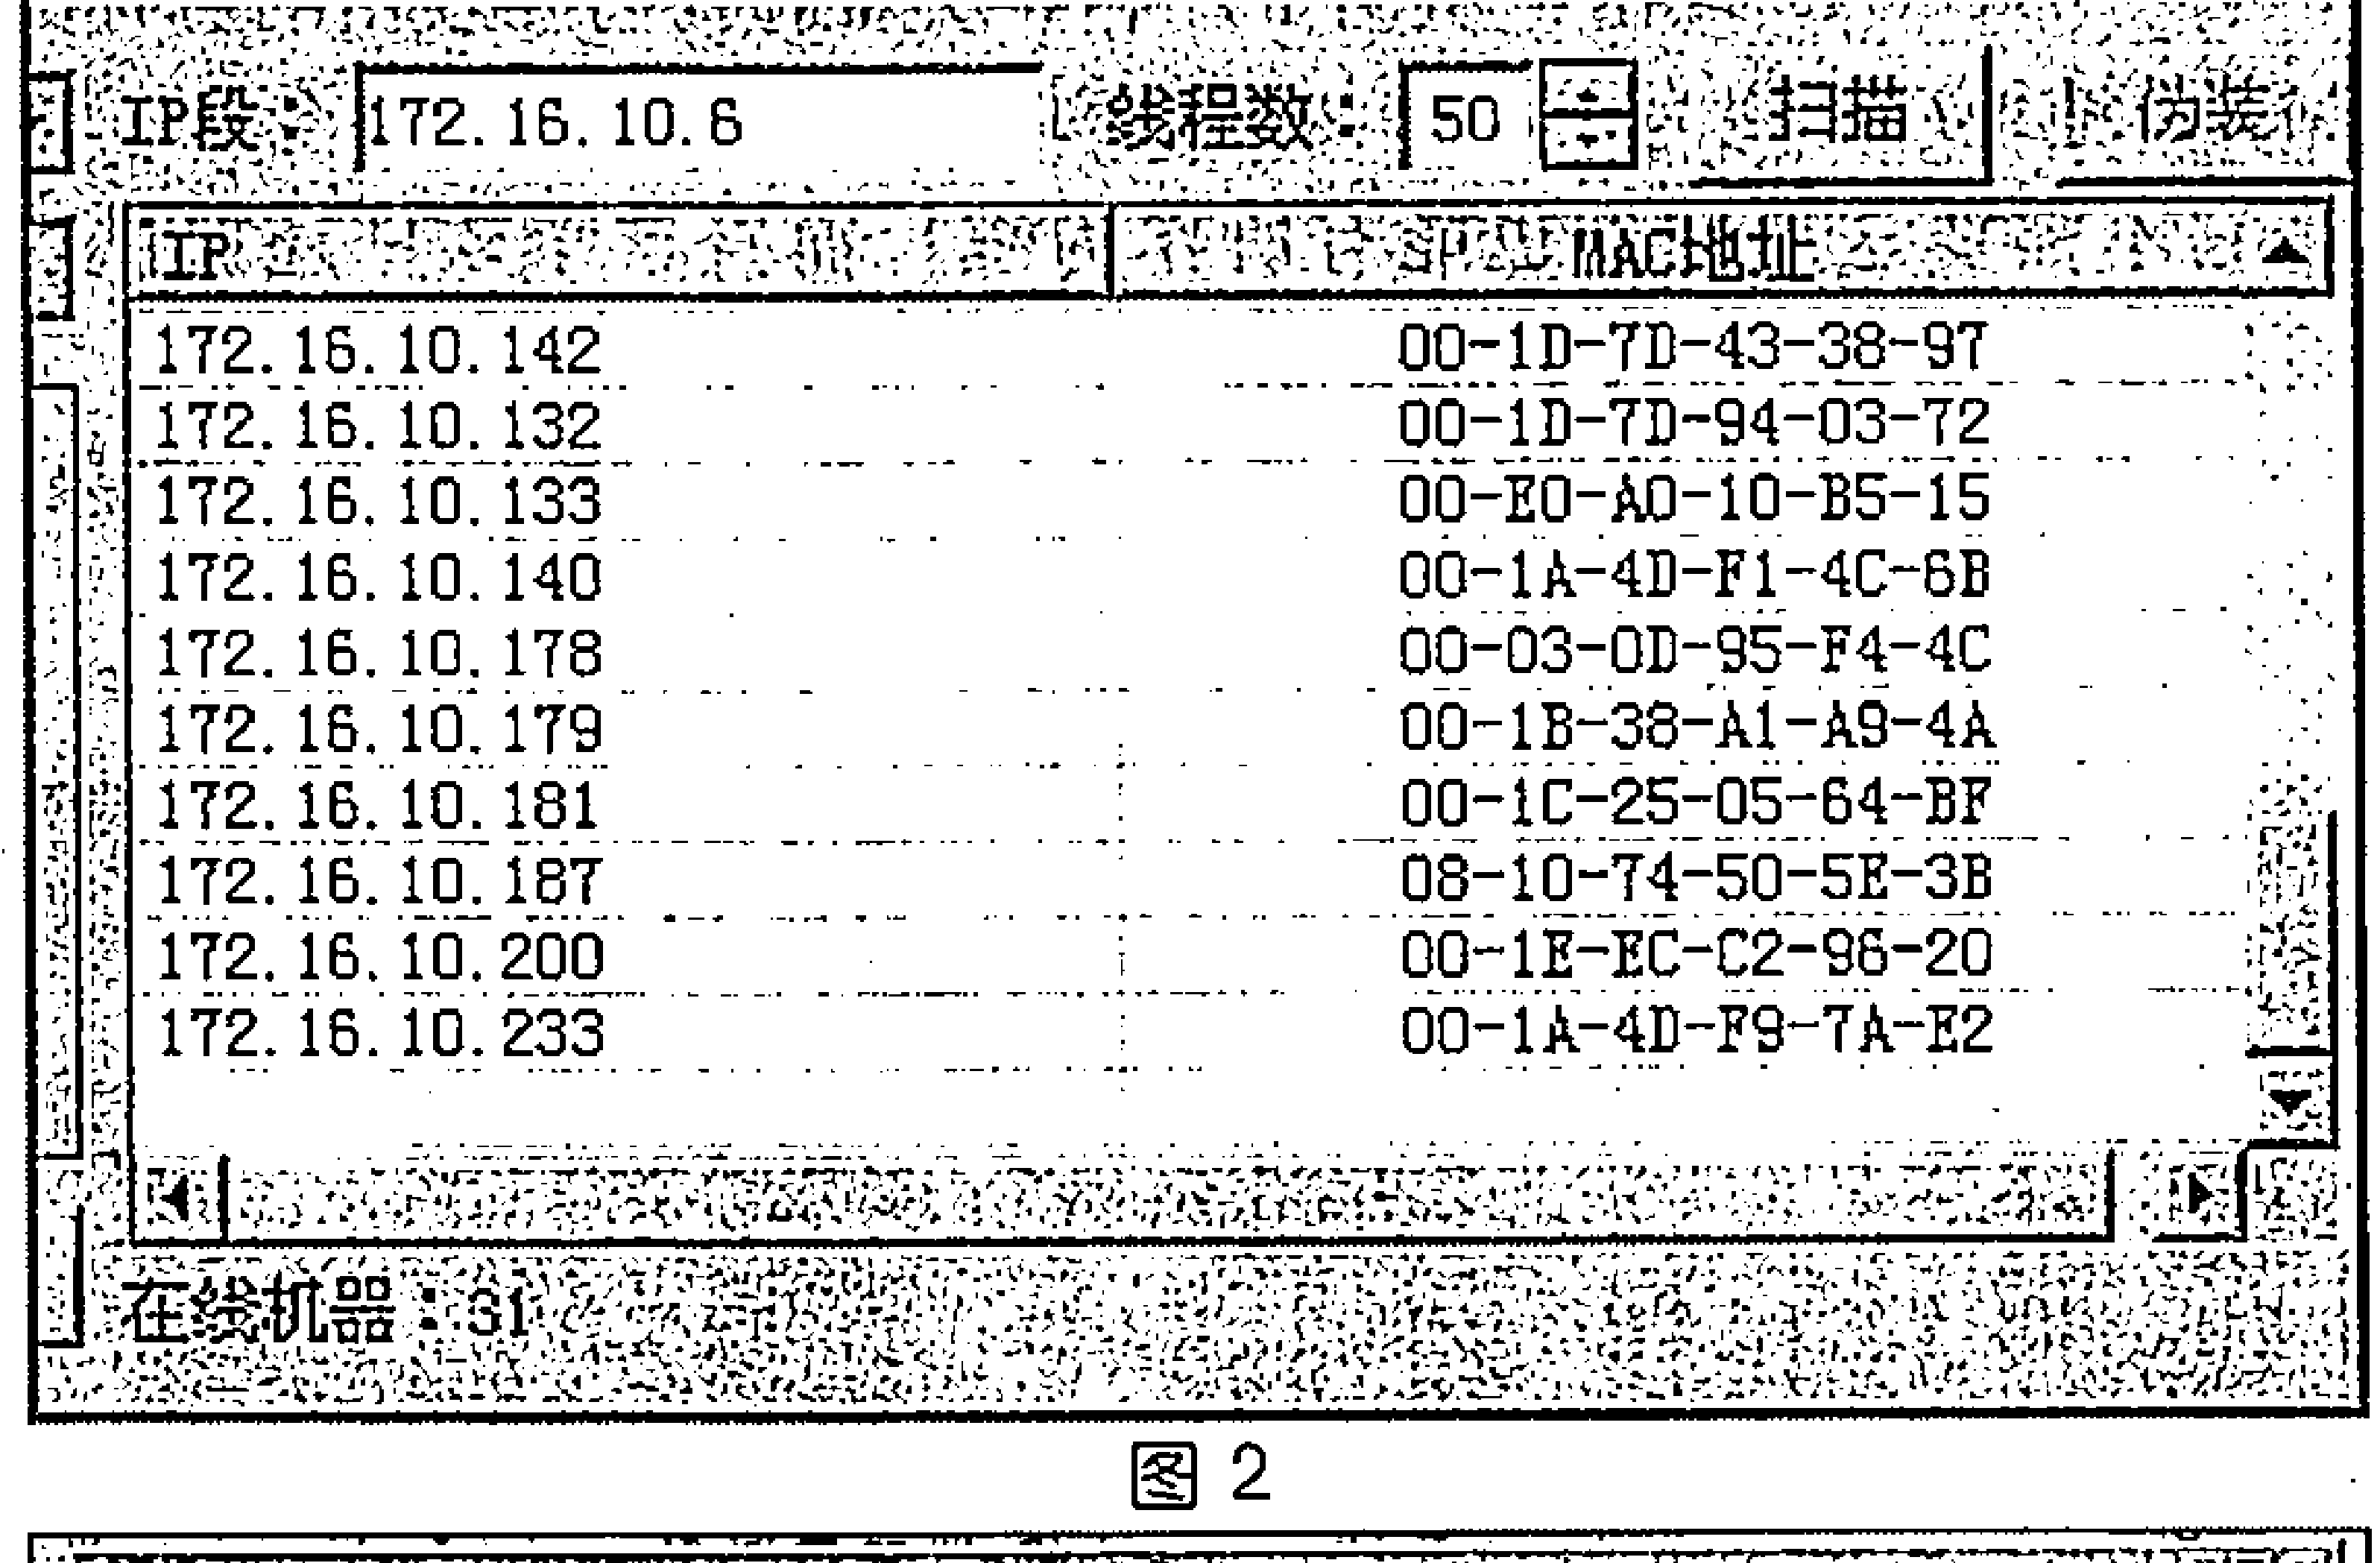 IP段： 172.16.10.6 线程数： 50 扫描 伪装
IP MAC地址
172.16.10.142 00-1D-7D-43-38-97
172.16.10.132 00-1D-7D-94-03-72
172.16.10.133 00-E0-A0-10-B5-15
172.16.10.140 00-1A-4D-F1-4C-6B
172.16.10.178 00-03-0D-95-F4-4C
172.16.10.179 00-1B-38-A1-A9-4A
172.16.10.181 00-1C-25-05-64-BF
172.16.10.187 08-10-74-50-5E-3B
172.16.10.200 00-1E-EC-C2-96-20
172.16.10.233 00-1A-4D-F9-7A-E2
在线机器：31
图 2